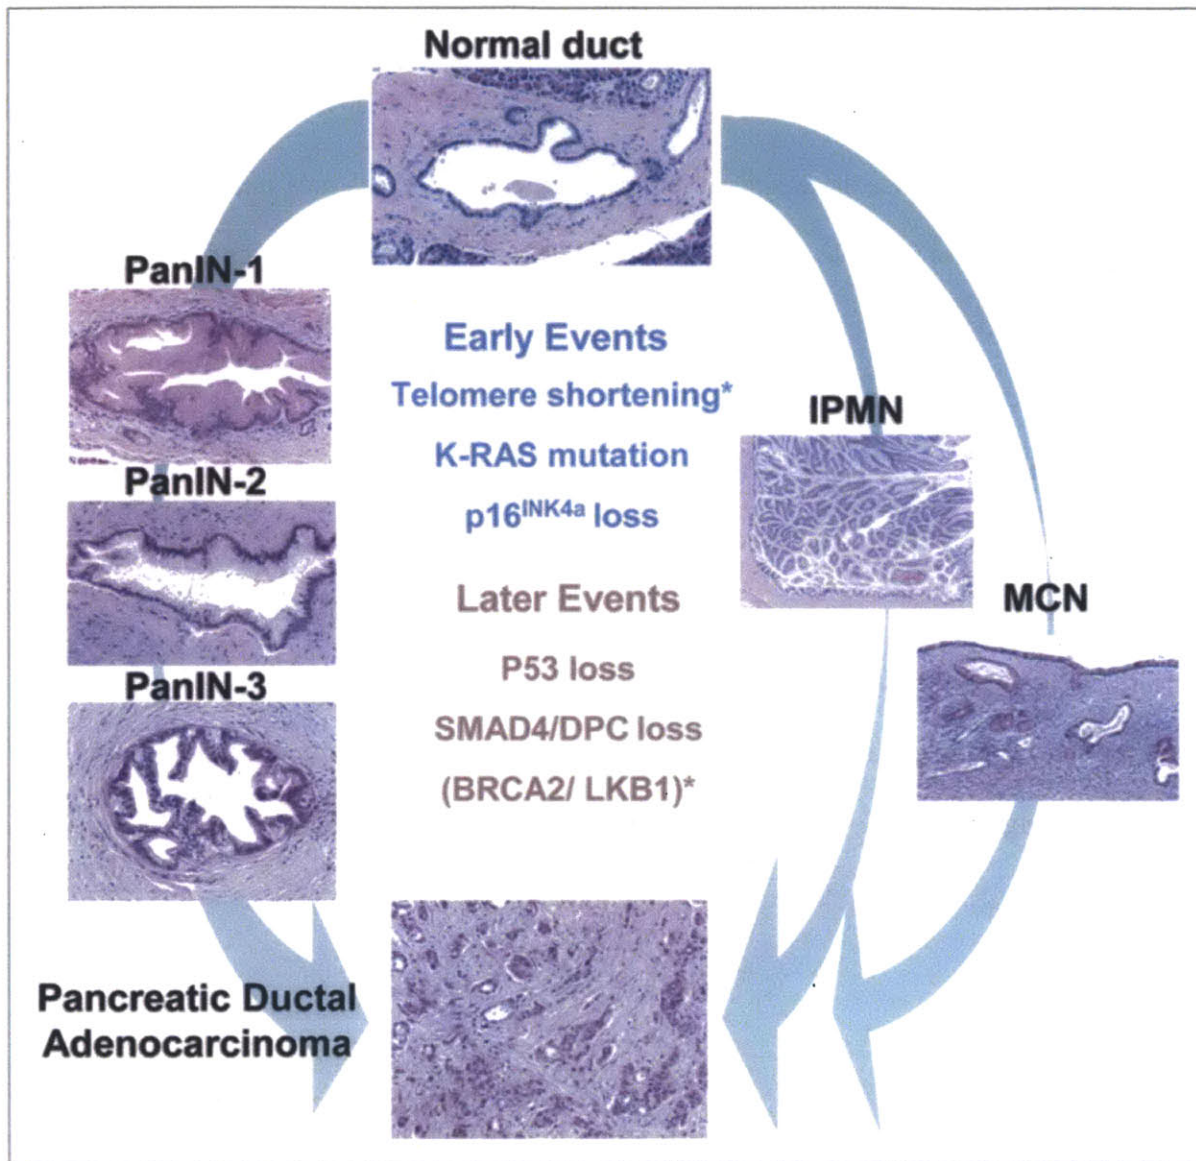 Normal duct
PanIN-1
Early Events
Telomere shortening*
IPMN
K-RAS mutation
PanIN-2
p16INK4a loss
Later Events
MCN
P53 loss
PanIN-3
SMAD4/DPC loss
(BRCA2/ LKB1)*
Pancreatic Ductal
Adenocarcinoma